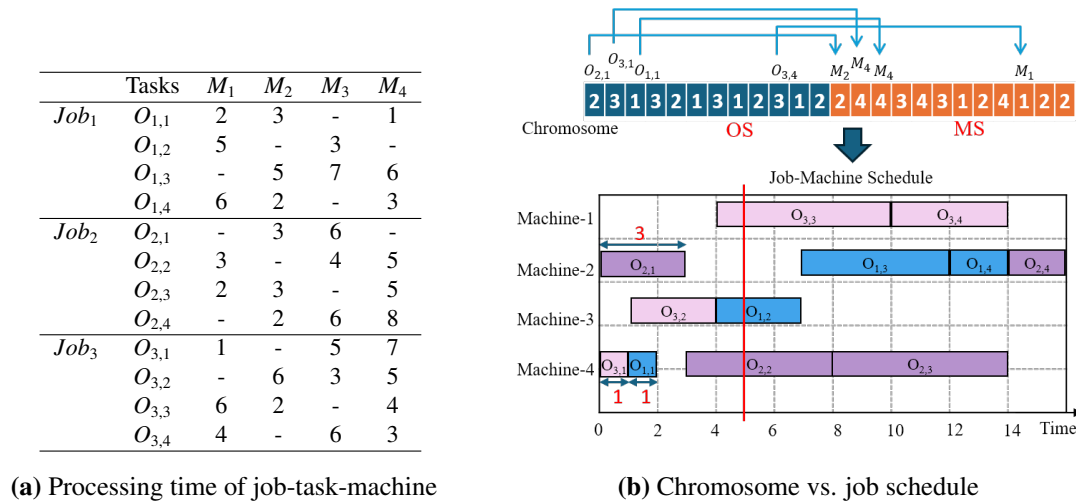 Tasks M1 M2 M3 M4
Job1 O1,1 2 3 - 1
O1,2 5 - 3 -
O1,3 - 5 7 6
O1,4 6 2 - 3
Job2 O2,1 - 3 6 -
O2,2 3 - 4 5
O2,3 2 3 - 5
O2,4 - 2 6 8
Job3 O3,1 1 - 5 7
O3,2 - 6 3 5
O3,3 6 2 - 4
O3,4 4 - 6 3
(a) Processing time of job-task-machine
O2,1 O3,1 O1,1 O3,4 M2 M4 M4 M1
2 3 1 3 2 1 3 1 2 3 1 2 2 4 4 3 4 3 1 2 4 1 2 2
Chromosome OS MS
Job-Machine Schedule
Machine-1 O3,3 O3,4
3
Machine-2 O2,1 O1,3 O1,4 O2,4
Machine-3 O3,2 O1,2
Machine-4 O3,1 O1,1 O2,2 O2,3
1 1
0 2 4 6 8 10 12 14 Time
(b) Chromosome vs. job schedule